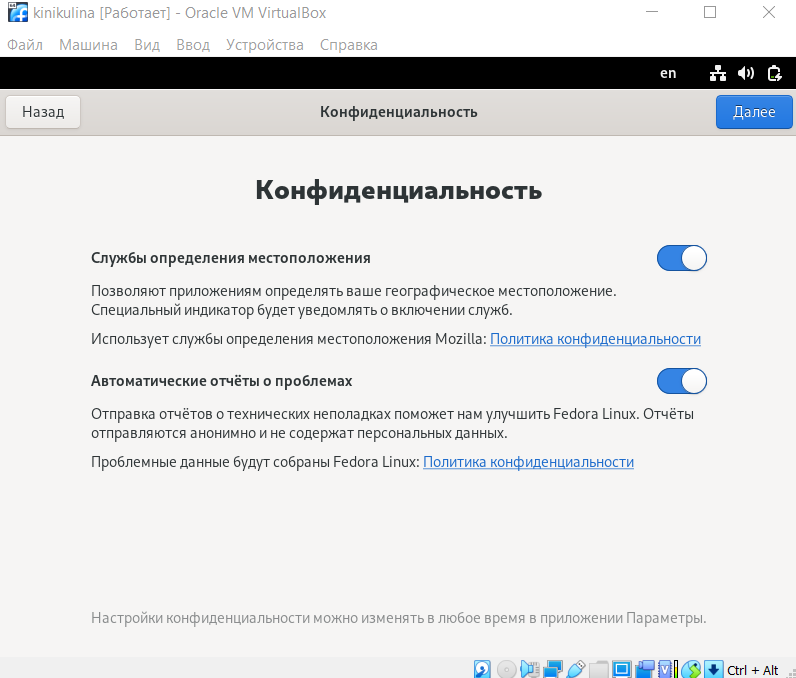 kinikulina [Работает] - Oracle VM VirtualBox
Файл Машина Вид Ввод Устройства Справка
en
Назад Конфиденциальность Далее
Конфиденциальность
Службы определения местоположения
Позволяют приложениям определять ваше географическое местоположение.
Специальный индикатор будет уведомлять о включении служб.
Использует службы определения местоположения Mozilla: Политика конфиденциальности
Автоматические отчёты о проблемах
Отправка отчётов о технических неполадках поможет нам улучшить Fedora Linux. Отчёты
отправляются анонимно и не содержат персональных данных.
Проблемные данные будут собраны Fedora Linux: Политика конфиденциальности
Настройки конфиденциальности можно изменять в любое время в приложении Параметры.
Ctrl + Alt